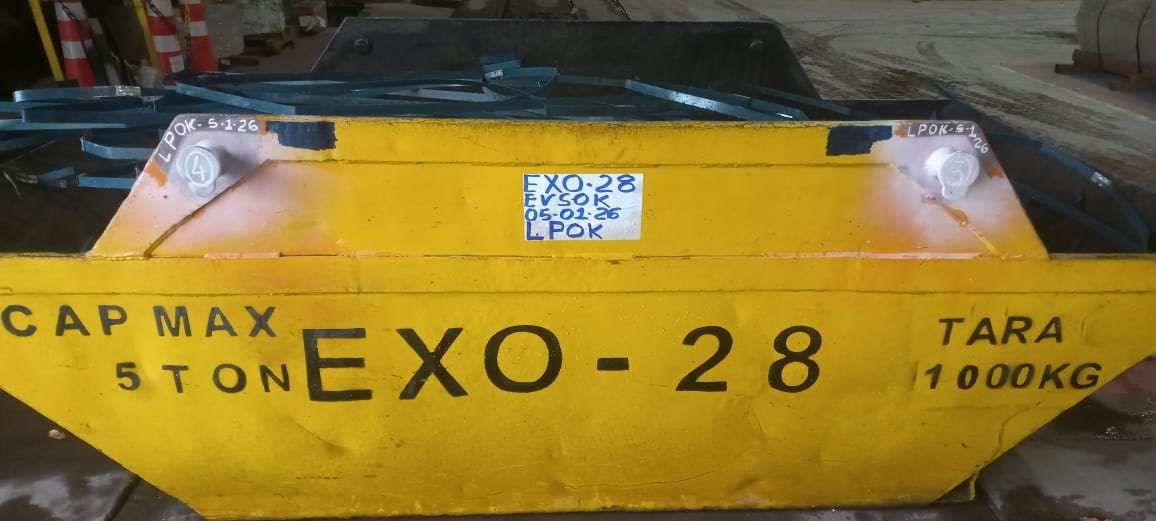 LPOK-5-1-26
4
LPOK-5-1-26
3
EXO-28
EVSOK
05-01-26
LPOK
CAP MAX
5 TON
EXO-28
TARA
1000KG